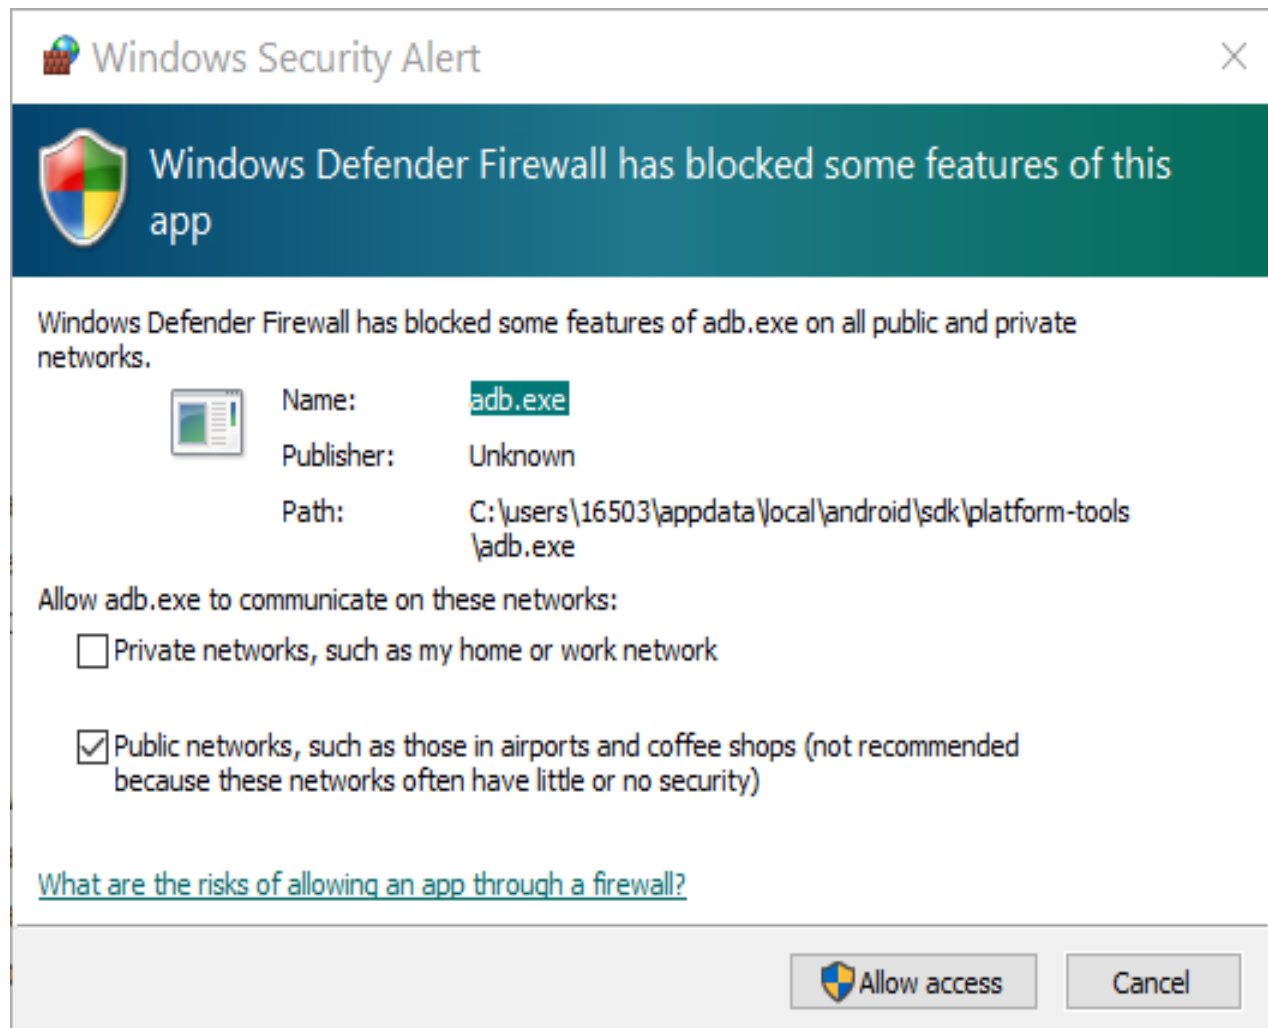 Windows Security Alert
Windows Defender Firewall has blocked some features of this
app
Windows Defender Firewall has blocked some features of adb.exe on all public and private
networks.
Name: adb.exe
Publisher: Unknown
Path: C:\users\16503\appdata\local\android\sdk\platform-tools
\adb.exe
Allow adb.exe to communicate on these networks:
Private networks, such as my home or work network
Public networks, such as those in airports and coffee shops (not recommended
because these networks often have little or no security)
What are the risks of allowing an app through a firewall?
Allow access Cancel